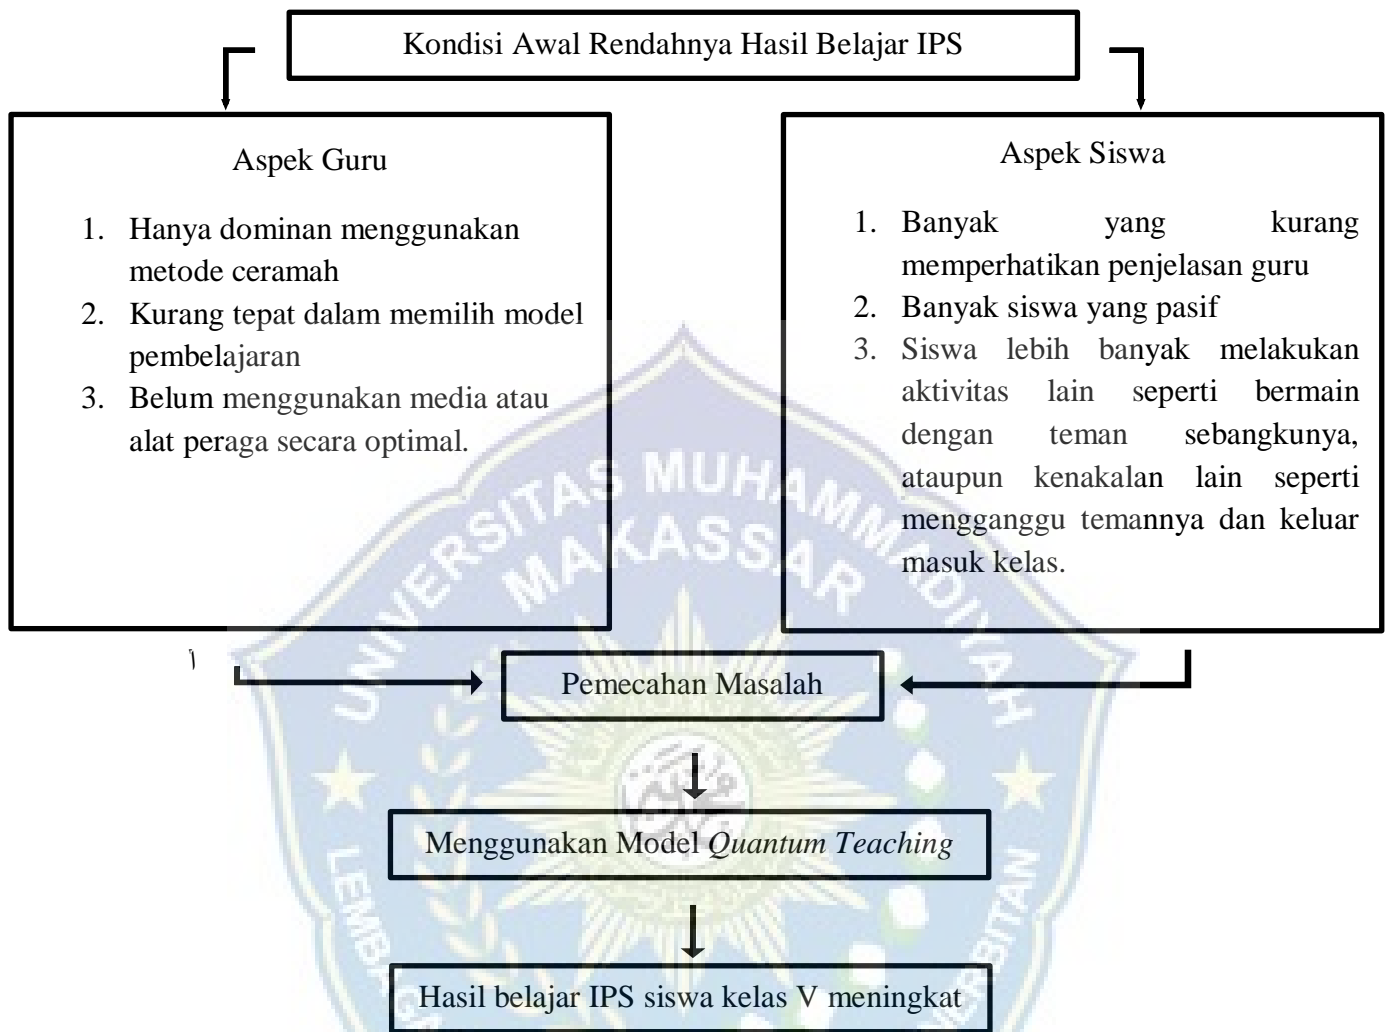 Kondisi Awal Rendahnya Hasil Belajar IPS
Aspek Guru
1. Hanya dominan menggunakan
metode ceramah
2. Kurang tepat dalam memilih model
pembelajaran
3. Belum menggunakan media atau
alat peraga secara optimal.
Aspek Siswa
1. Banyak yang kurang
memperhatikan penjelasan guru
2. Banyak siswa yang pasif
3. Siswa lebih banyak melakukan
aktivitas lain seperti bermain
dengan teman sebangkunya,
ataupun kenakalan lain seperti
mengganggu temannya dan keluar
masuk kelas.
UNIVERSITAS MUHAMMADIYAH
MAKASSAR
Pemecahan Masalah
Menggunakan Model Quantum Teaching
Hasil belajar IPS siswa kelas V meningkat